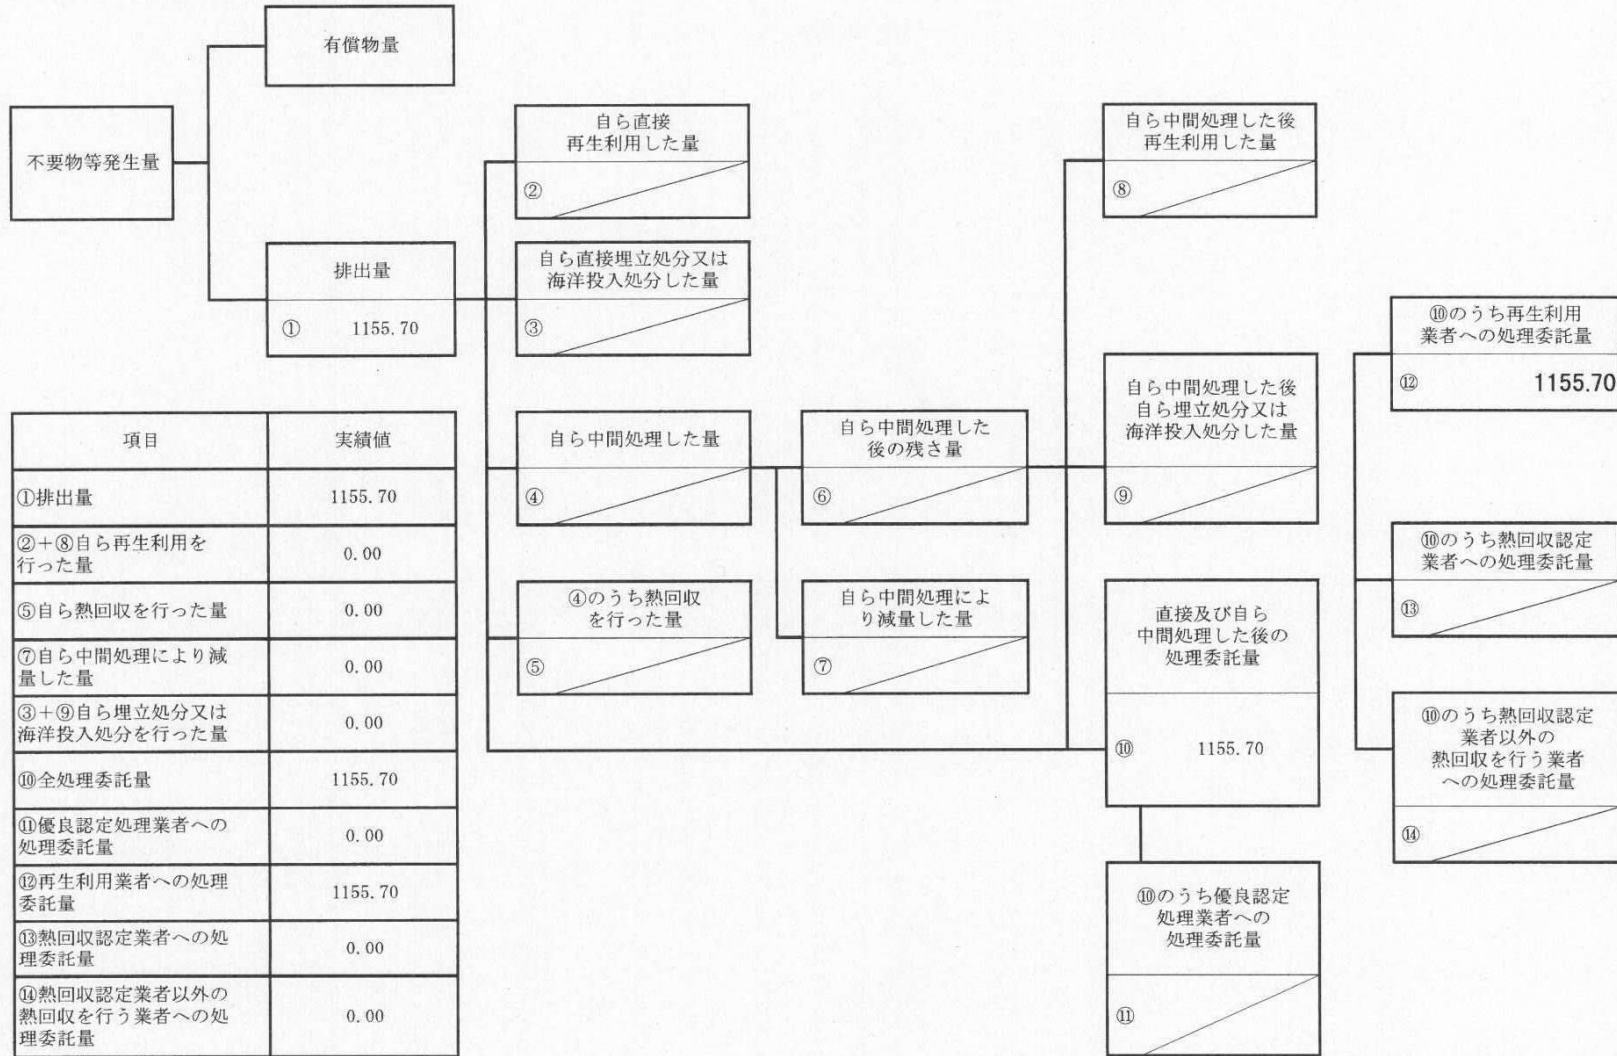 有償物量
不要物等発生量
排出量
① 1155.70
自ら直接
再生利用した量
②
自ら直接埋立処分又は
海洋投入処分した量
③
自ら中間処理した量
④
④のうち熱回収
を行った量
⑤
自ら中間処理した
後の残さ量
⑥
自ら中間処理によ
り減量した量
⑦
自ら中間処理した後
再生利用した量
⑧
自ら中間処理した後
自ら埋立処分又は
海洋投入処分した量
⑨
直接及び自ら
中間処理した後の
処理委託量
⑩ 1155.70
⑩のうち優良認定
処理業者への
処理委託量
⑪
⑩のうち再生利用
業者への処理委託量
⑫ 1155.70
⑩のうち熱回収認定
業者への処理委託量
⑬
⑩のうち熱回収認定
業者以外の
熱回収を行う業者
への処理委託量
⑭
項目 実績値
①排出量 1155.70
②+⑧自ら再生利用を
行った量 0.00
⑤自ら熱回収を行った量 0.00
⑦自ら中間処理により減
量した量 0.00
③+⑨自ら埋立処分又は
海洋投入処分を行った量 0.00
⑩全処理委託量 1155.70
⑪優良認定処理業者への
処理委託量 0.00
⑫再生利用業者への処理
委託量 1155.70
⑬熱回収認定業者への処
理委託量 0.00
⑭熱回収認定業者以外の
熱回収を行う業者への処
理委託量 0.00